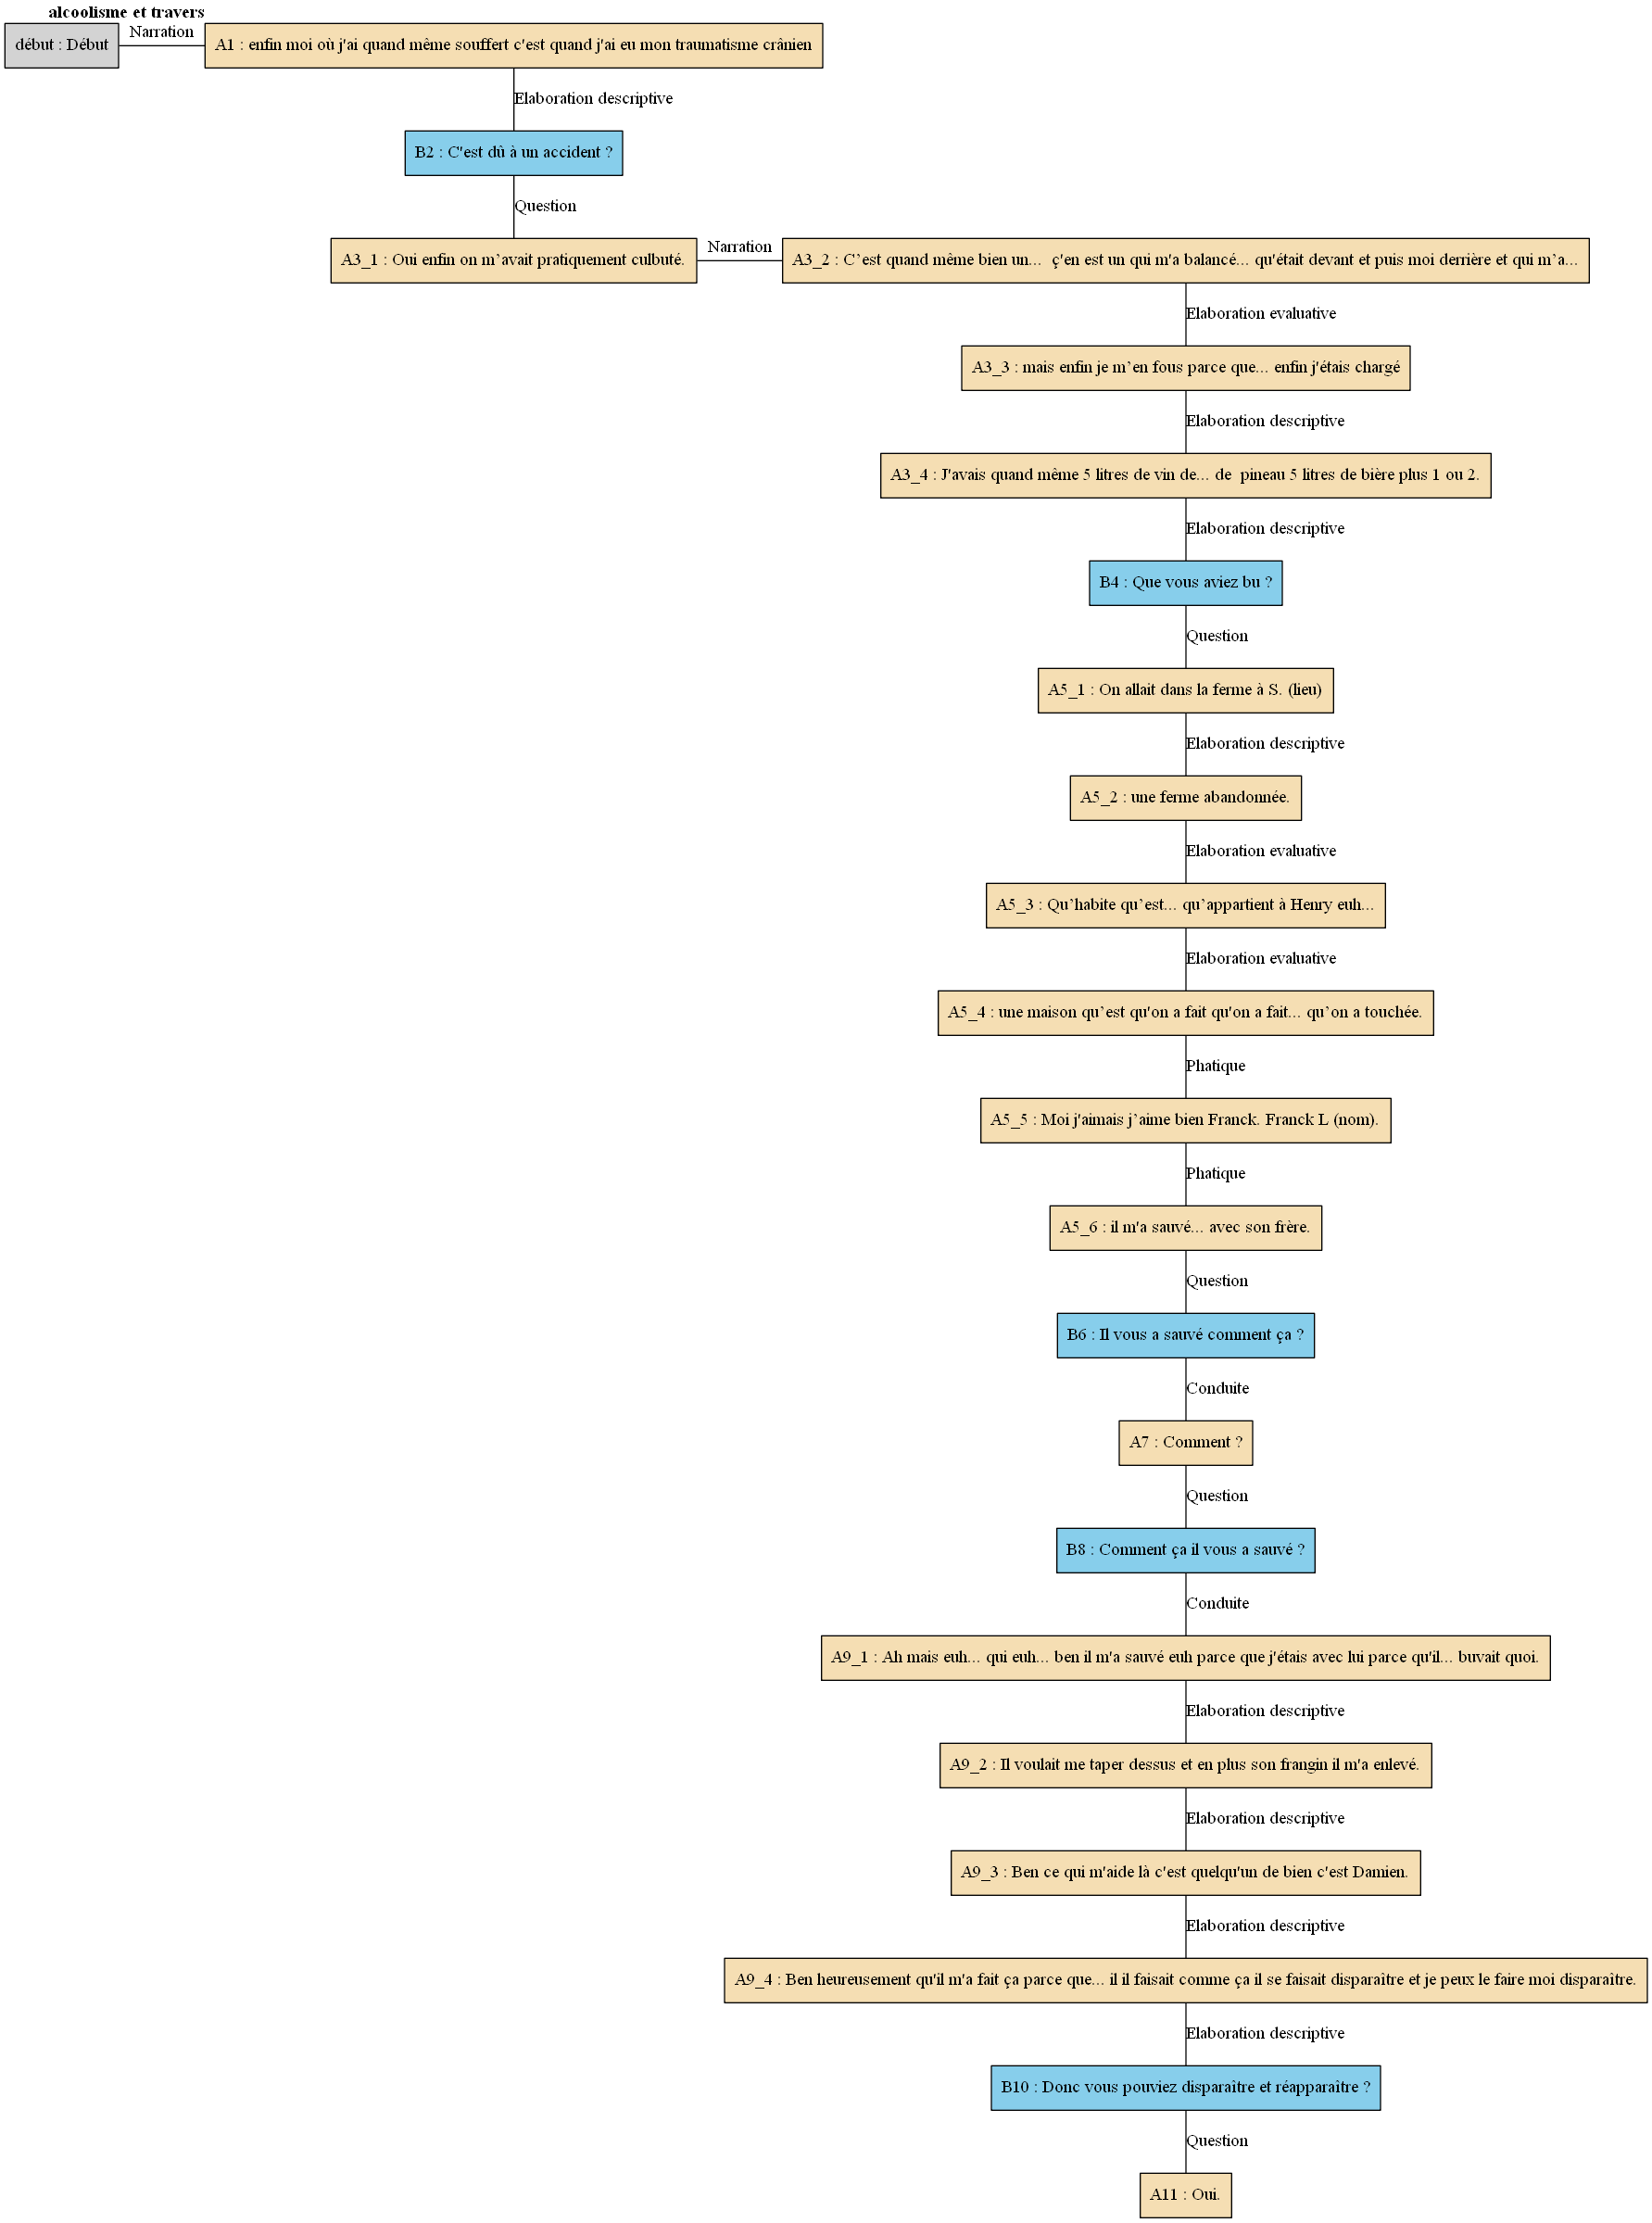 alcoolisme et travers
début : Début
Narration
A1 : enfin moi où j'ai quand même souffert c'est quand j'ai eu mon traumatisme crânien
Elaboration descriptive
B2 : C'est dû à un accident ?
Question
A3_1 : Oui enfin on m’avait pratiquement culbuté.
Narration
A3_2 : C’est quand même bien un...  ç'en est un qui m'a balancé... qu'était devant et puis moi derrière et qui m’a...
Elaboration evaluative
A3_3 : mais enfin je m’en fous parce que... enfin j'étais chargé
Elaboration descriptive
A3_4 : J'avais quand même 5 litres de vin de... de  pineau 5 litres de bière plus 1 ou 2.
Elaboration descriptive
B4 : Que vous aviez bu ?
Question
A5_1 : On allait dans la ferme à S. (lieu)
Elaboration descriptive
A5_2 : une ferme abandonnée.
Elaboration evaluative
A5_3 : Qu’habite qu’est... qu’appartient à Henry euh...
Elaboration evaluative
A5_4 : une maison qu’est qu'on a fait qu'on a fait... qu’on a touchée.
Phatique
A5_5 : Moi j'aimais j’aime bien Franck. Franck L (nom).
Phatique
A5_6 : il m'a sauvé... avec son frère.
Question
B6 : Il vous a sauvé comment ça ?
Conduite
A7 : Comment ?
Question
B8 : Comment ça il vous a sauvé ?
Conduite
A9_1 : Ah mais euh... qui euh... ben il m'a sauvé euh parce que j'étais avec lui parce qu'il... buvait quoi.
Elaboration descriptive
A9_2 : Il voulait me taper dessus et en plus son frangin il m'a enlevé.
Elaboration descriptive
A9_3 : Ben ce qui m'aide là c'est quelqu'un de bien c'est Damien.
Elaboration descriptive
A9_4 : Ben heureusement qu'il m'a fait ça parce que... il il faisait comme ça il se faisait disparaître et je peux le faire moi disparaître.
Elaboration descriptive
B10 : Donc vous pouviez disparaître et réapparaître ?
Question
A11 : Oui.